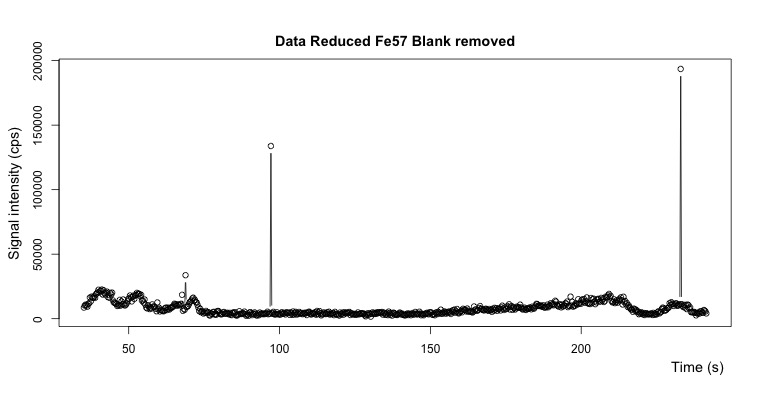 Data Reduced Fe57 Blank removed
Signal intensity (cps)
200000
150000
100000
50000
0
50 100 150 200
Time (s)